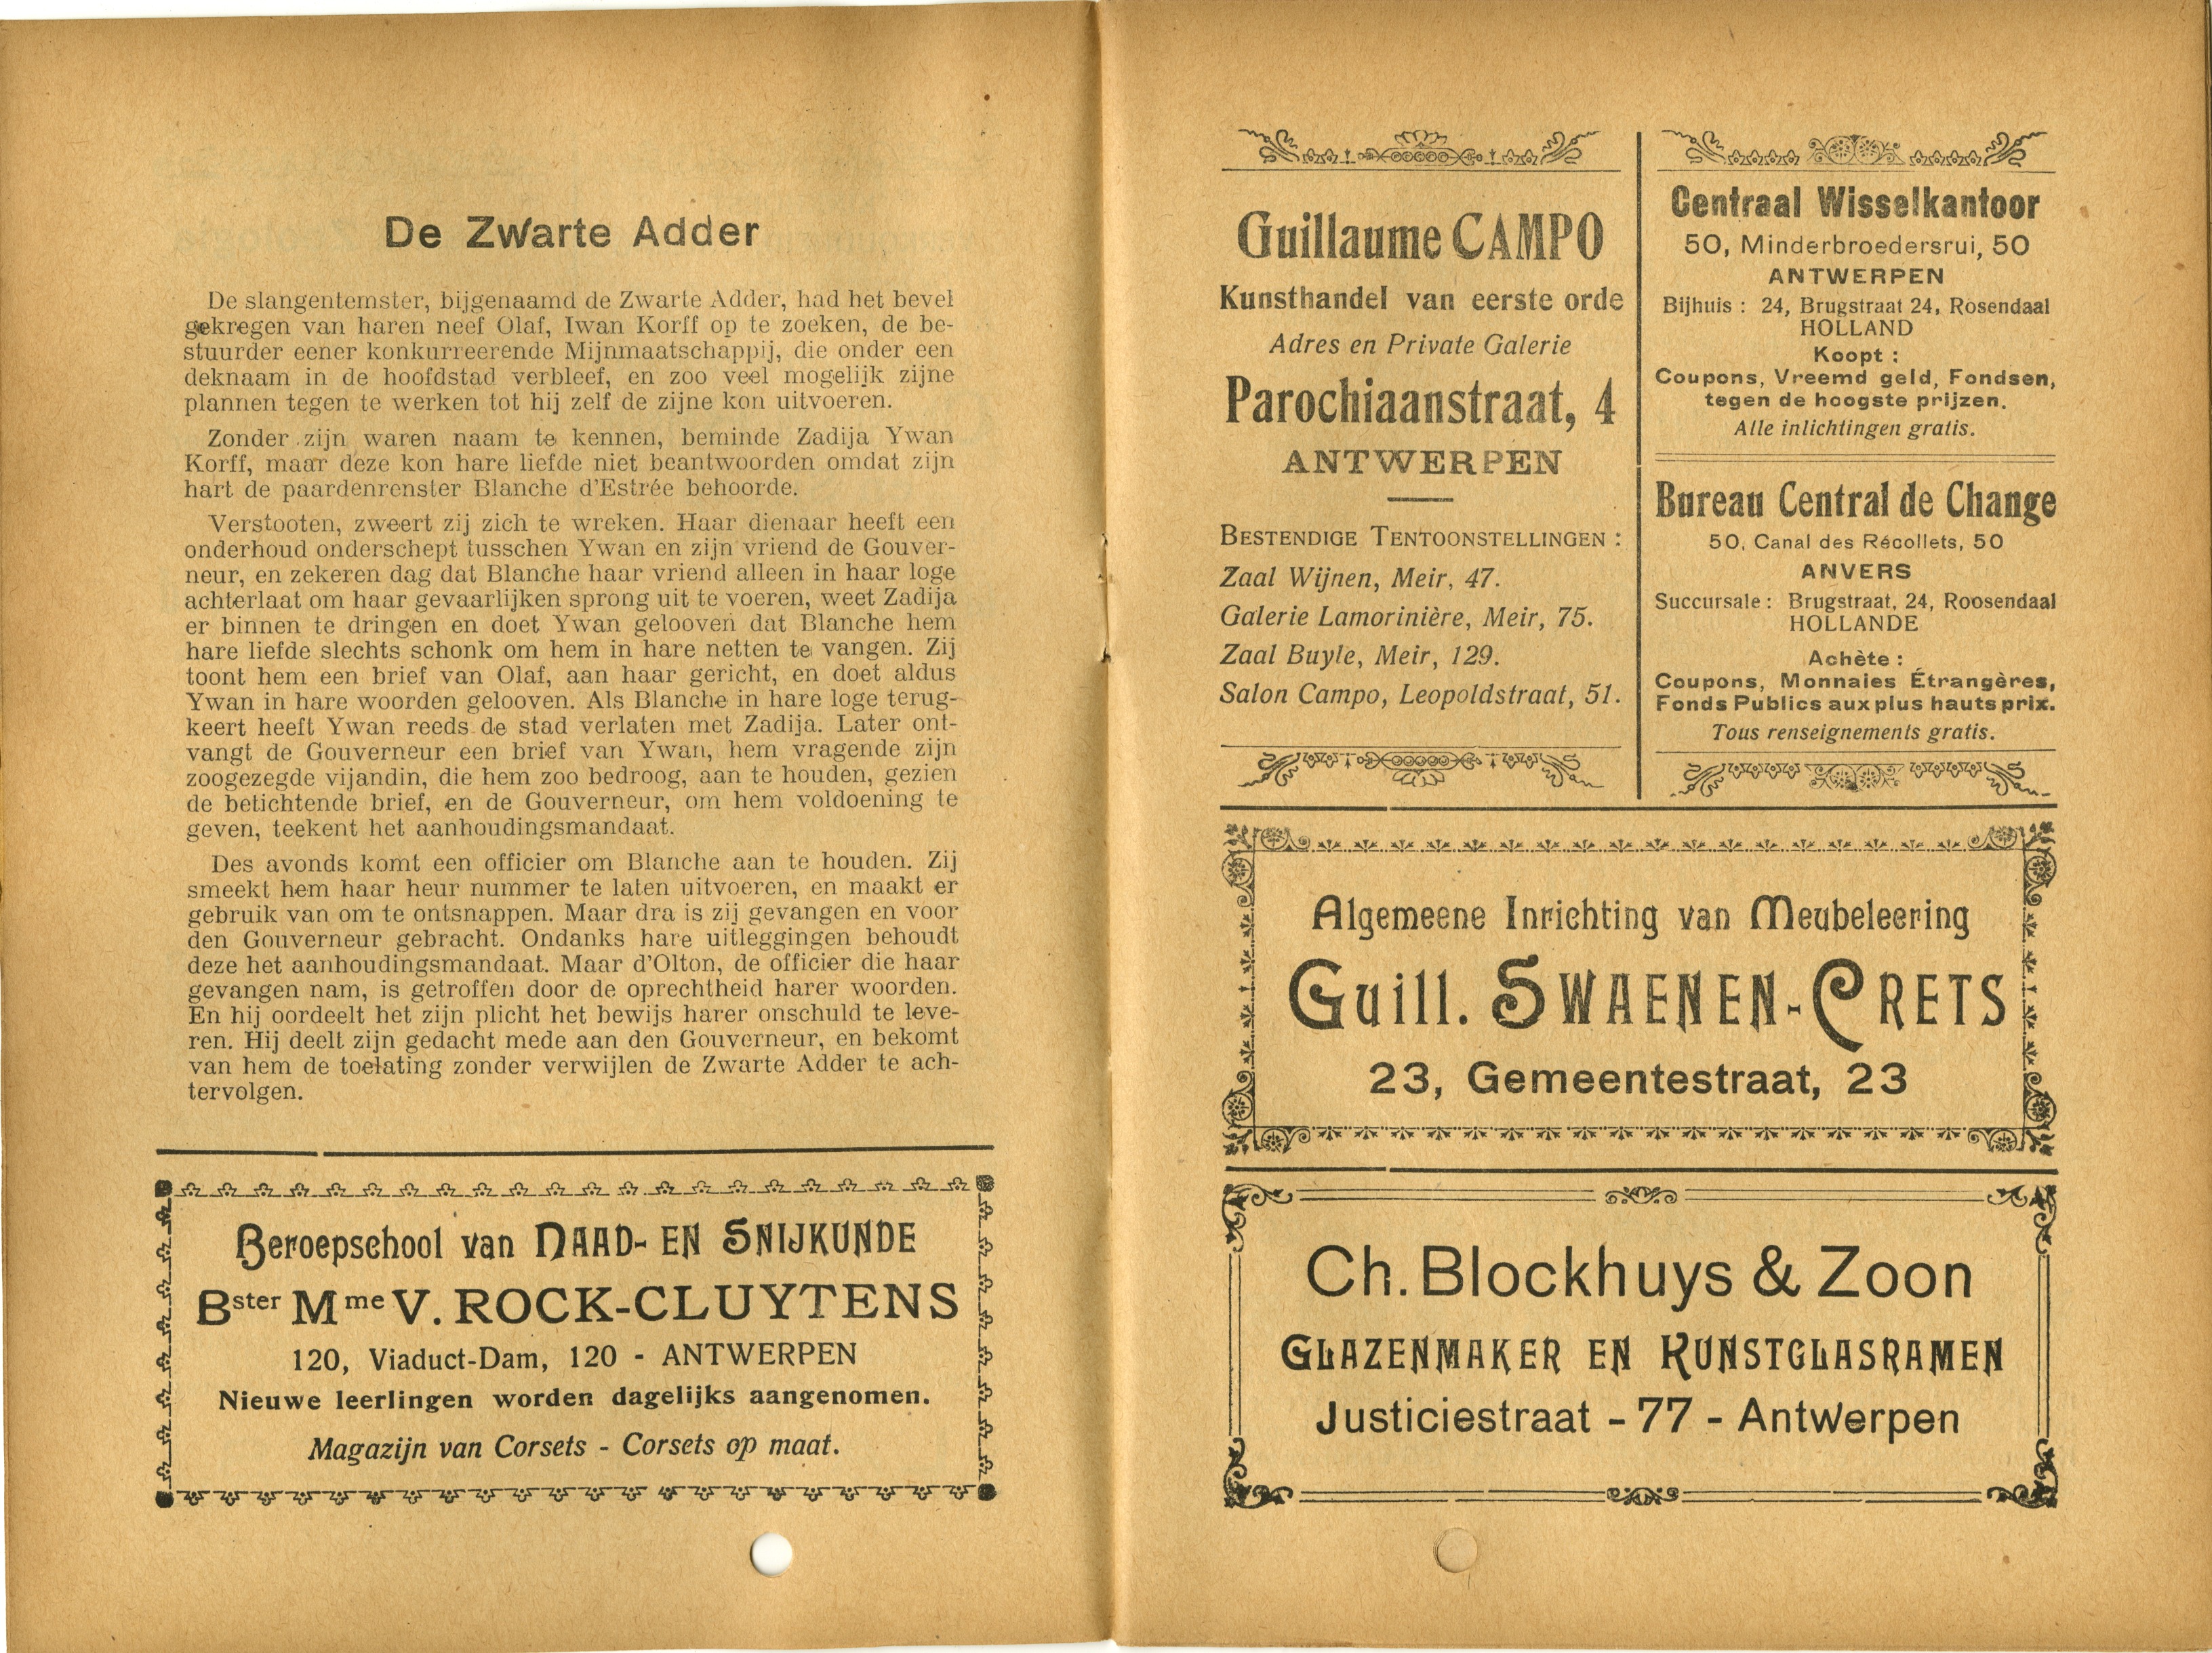 De Zwarte Adder
De slangentemster, bijgenaamd de Zwarte Adder, had het bevel
gekregen van haren neef Olaf, Iwan Korff op te zoeken, de be-
stuurder eener konkurreerende Mijnmaatschappij, die onder een
deknaam in de hoofdstad verbleef, en zoo veel mogelijk zijne
plannen tegen te werken tot hij zelf de zijne kon uitvoeren.
Zonder zijn waren naam te kennen, beminde Zadija Ywan
Korff, maar deze kon hare liefde niet beantwoorden omdat zijn
hart de paardenrenster Blanche d'Estrée behoorde.
Verstooten, zweert zij zich te wreken. Haar dienaar heeft een
onderhoud onderschept tusschen Ywan en zijn vriend de Gouver-
neur, en zekeren dag dat Blanche haar vriend alleen in haar loge
achterlaat om haar gevaarlijken sprong uit te voeren, weet Zadija
er binnen te dringen en doet Ywan gelooven dat Blanche hem
hare liefde slechts schonk om hem in hare netten te vangen. Zij
toont hem een brief van Olaf, aan haar gericht, en doet aldus
Ywan in hare woorden gelooven. Als Blanche in hare loge terug-
keert heeft Ywan reeds de stad verlaten met Zadija. Later ont-
vangt de Gouverneur een brief van Ywan, hem vragende zijn
zoogezegde vijandin, die hem zoo bedroog, aan te houden, gezien
de betichtende brief, en de Gouverneur, om hem voldoening te
geven, teekent het aanhoudingsmandaat.
Des avonds komt een officier om Blanche aan te houden. Zij
smeekt hem haar heur nummer te laten uitvoeren, en maakt er
gebruik van om te ontsnappen. Maar dra is zij gevangen en voor
den Gouverneur gebracht. Ondanks hare uitleggingen behoudt
deze het aanhoudingsmandaat. Maar d'Olton, de officier die haar
gevangen nam, is getroffen door de oprechtheid harer woorden.
En hij oordeelt het zijn plicht het bewijs harer onschuld te leve-
ren. Hij deelt zijn gedacht mede aan den Gouverneur, en bekomt
van hem de toelating zonder verwijlen de Zwarte Adder te ach-
tervolgen.
Beroepschool van NAAD- EN SNIJKUNDE
Bster Mme V. ROCK-CLUYTENS
120, Viaduct-Dam, 120 - ANTWERPEN
Nieuwe leerlingen worden dagelijks aangenomen.
Magazijn van Corsets - Corsets op maat.
Guillaume CAMPO
Kunsthandel van eerste orde
Adres en Private Galerie
Parochiaanstraat, 4
ANTWERPEN
BESTENDIGE TENTOONSTELLINGEN :
Zaal Wijnen, Meir, 47.
Galerie Lamorinière, Meir, 75.
Zaal Buyle, Meir, 129.
Salon Campo, Leopoldstraat, 51.
Centraal Wisselkantoor
50, Minderbroedersrui, 50
ANTWERPEN
Bijhuis : 24, Brugstraat 24, Rosendaal
HOLLAND
Koopt :
Coupons, Vreemd geld, Fondsen,
tegen de hoogste prijzen.
Alle inlichtingen gratis.
Bureau Central de Change
50, Canal des Récollets, 50
ANVERS
Succursale : Brugstraat, 24, Roosendaal
HOLLANDE
Achète :
Coupons, Monnaies Étrangères,
Fonds Publics aux plus hauts prix.
Tous renseignements gratis.
Algemeene Inrichting van Meubeleering
Guill. SWAENEN-CRETS
23, Gemeentestraat, 23
Ch. Blockhuys & Zoon
GLAZENMAKER EN KUNSTGLASRAMEN
Justiciestraat - 77 - Antwerpen